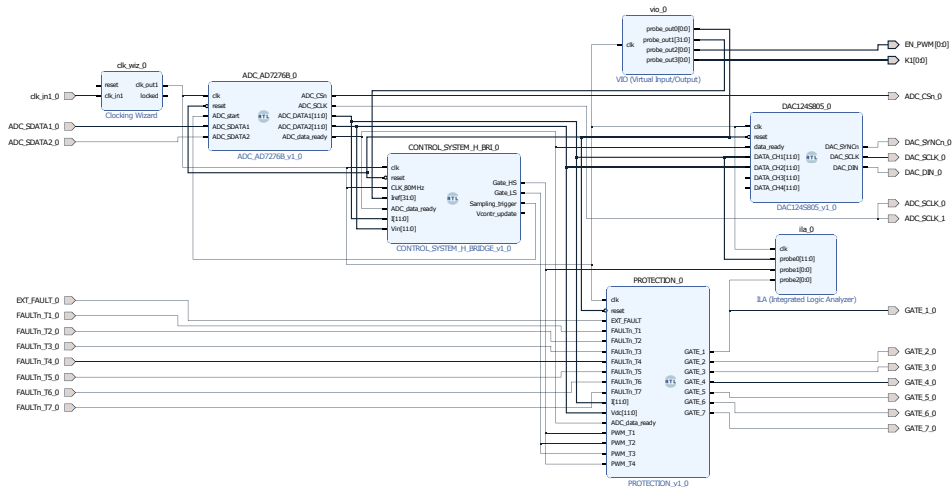 vio_0
probe_out0[0:0]
probe_out1[31:0]
clk
probe_out2[0:0]
probe_out3[0:0]
VIO (Virtual Input/Output)
EN_PWM[0:0]
K1[0:0]
clk_wiz_0
reset
clk_out1
clk_in1
locked
Clocking Wizard
clk_in1_0
ADC_SDATA1_0
ADC_SDATA2_0
ADC_AD7276B_0
clk
reset
ADC_start
ADC_SDATA1
ADC_SDATA2
ADC_CSn
ADC_SCLK
ADC_DATA1[11:0]
ADC_DATA2[11:0]
ADC_data_ready
RTL
ADC_AD7276B_v1_0
ADC_CSn_0
DAC124S805_0
clk
reset
data_ready
DATA_CH1[11:0]
DATA_CH2[11:0]
DATA_CH3[11:0]
DATA_CH4[11:0]
DAC_SYNCn
DAC_SCLK
DAC_DIN
RTL
DAC124S805_v1_0
DAC_SYNCn_0
DAC_SCLK_0
DAC_DIN_0
ADC_SCLK_0
ADC_SCLK_1
CONTROL_SYSTEM_H_BRI_0
clk
reset
CLK_80MHz
Iref[31:0]
ADC_data_ready
I[11:0]
Vin[11:0]
Gate_HS
Gate_LS
Sampling_trigger
Vcontr_update
RTL
CONTROL_SYSTEM_H_BRIDGE_v1_0
ila_0
clk
probe0[11:0]
probe1[0:0]
probe2[0:0]
ILA (Integrated Logic Analyzer)
EXT_FAULT_0
FAULTn_T1_0
FAULTn_T2_0
FAULTn_T3_0
FAULTn_T4_0
FAULTn_T5_0
FAULTn_T6_0
FAULTn_T7_0
PROTECTION_0
clk
reset
EXT_FAULT
FAULTn_T1
FAULTn_T2
FAULTn_T3
FAULTn_T4
FAULTn_T5
FAULTn_T6
FAULTn_T7
I[11:0]
Vdc[11:0]
ADC_data_ready
PWM_T1
PWM_T2
PWM_T3
PWM_T4
GATE_1
GATE_2
GATE_3
GATE_4
GATE_5
GATE_6
GATE_7
RTL
PROTECTION_v1_0
GATE_1_0
GATE_2_0
GATE_3_0
GATE_4_0
GATE_5_0
GATE_6_0
GATE_7_0